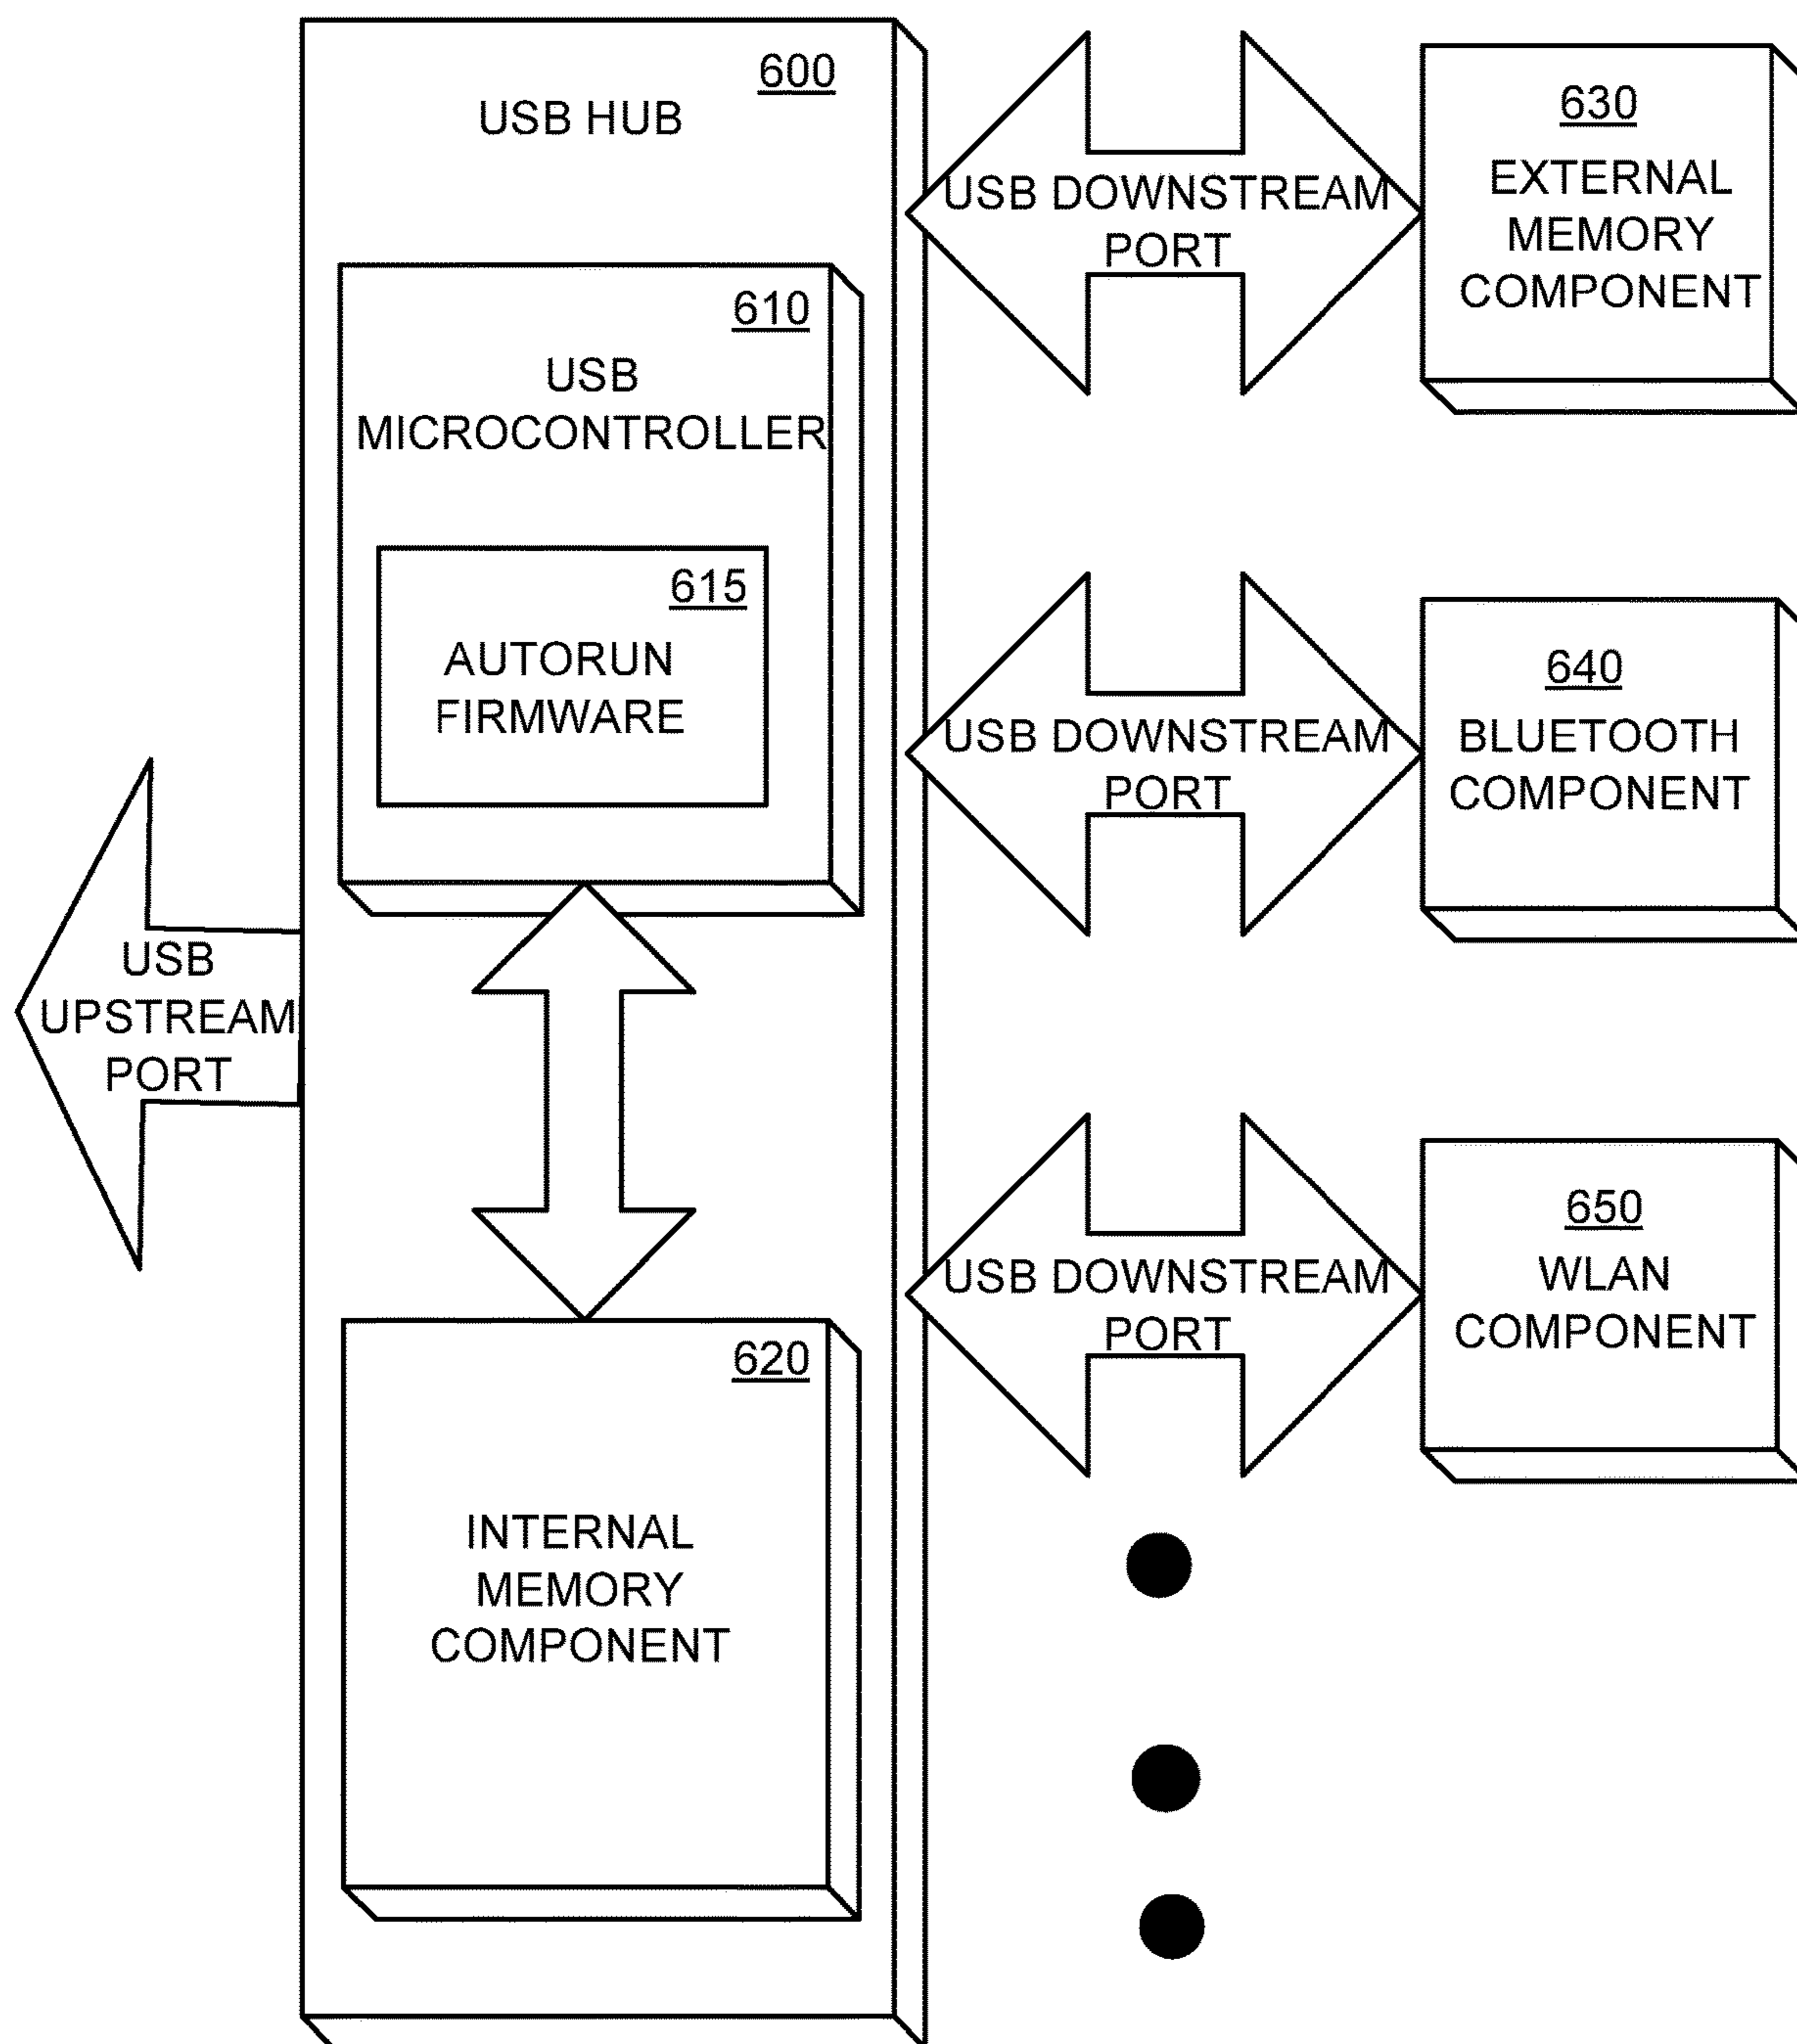 600
USB HUB
610
USB
MICROCONTROLLER
615
AUTORUN
FIRMWARE
USB
UPSTREAM
PORT
620
INTERNAL
MEMORY
COMPONENT
USB DOWNSTREAM
PORT
630
EXTERNAL
MEMORY
COMPONENT
USB DOWNSTREAM
PORT
640
BLUETOOTH
COMPONENT
USB DOWNSTREAM
PORT
650
WLAN
COMPONENT